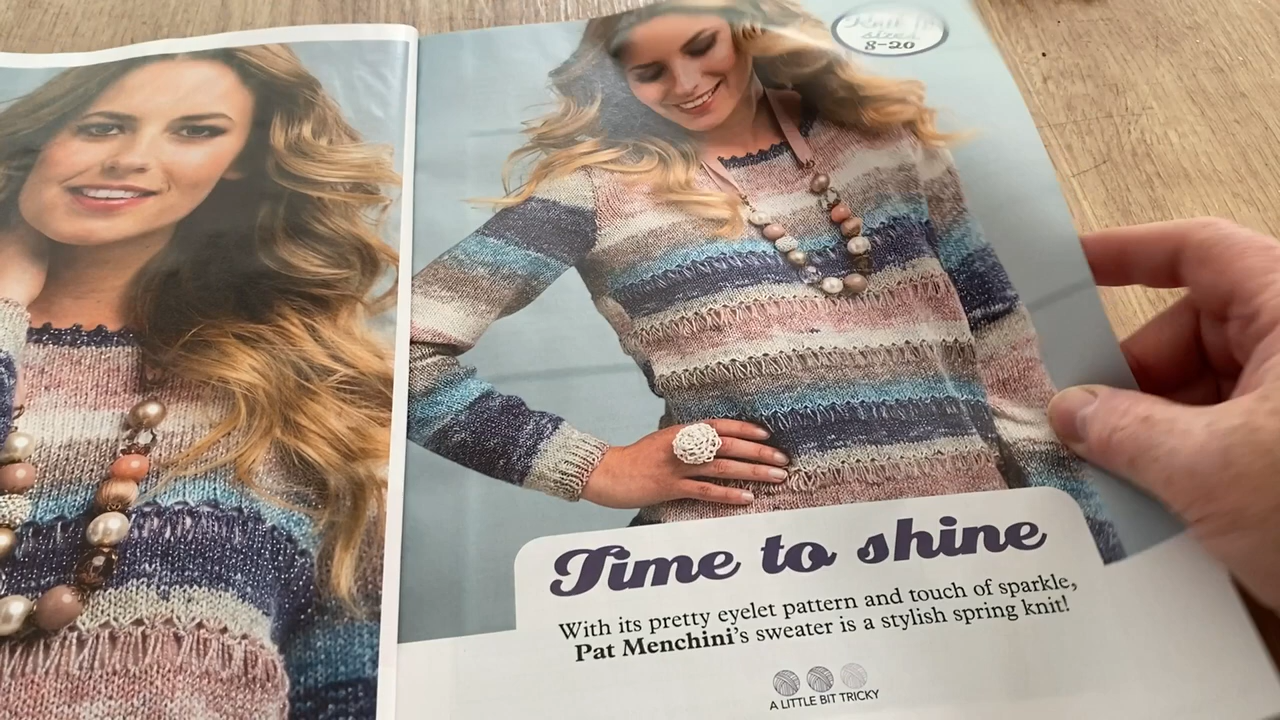 Knit in
sizes
8-20
Time to shine
With its pretty eyelet pattern and touch of sparkle,
Pat Menchini's sweater is a stylish spring knit!
A LITTLE BIT TRICKY